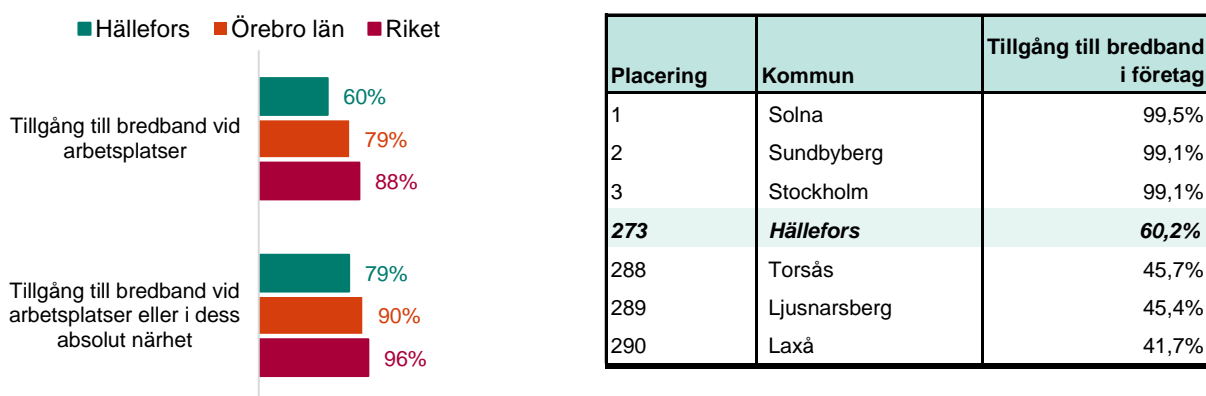 Hällefors Örebro län Riket
Tillgång till bredband vid
arbetsplatser
60%
79%
88%
Tillgång till bredband vid
arbetsplatser eller i dess
absolut närhet
79%
90%
96%
Tillgång till bredband
Placering Kommun i företag
1 Solna 99,5%
2 Sundbyberg 99,1%
3 Stockholm 99,1%
273 Hällefors 60,2%
288 Torsås 45,7%
289 Ljusnarsberg 45,4%
290 Laxå 41,7%